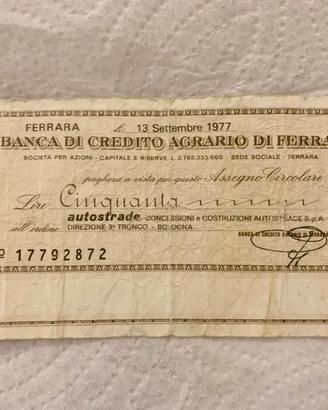 FERRARA li 13 Settembre 1977
BANCA DI CREDITO AGRARIO DI FERRA
SOCIETÀ PER AZIONI - CAPITALE E RISERVE L. 3.783.333.600 - SEDE SOCIALE: FERRARA
pagherà a vista per questo Assegno Circolare
Lire Cinquanta
autostrade CONCESSIONI e COSTRUZIONI AUTOSTRADE S.p.A.
all'ordine DIREZIONE 3° TRONCO - BOLOGNA
BANCA DI CREDITO AGRARIO DI FERRARA
º 17792872